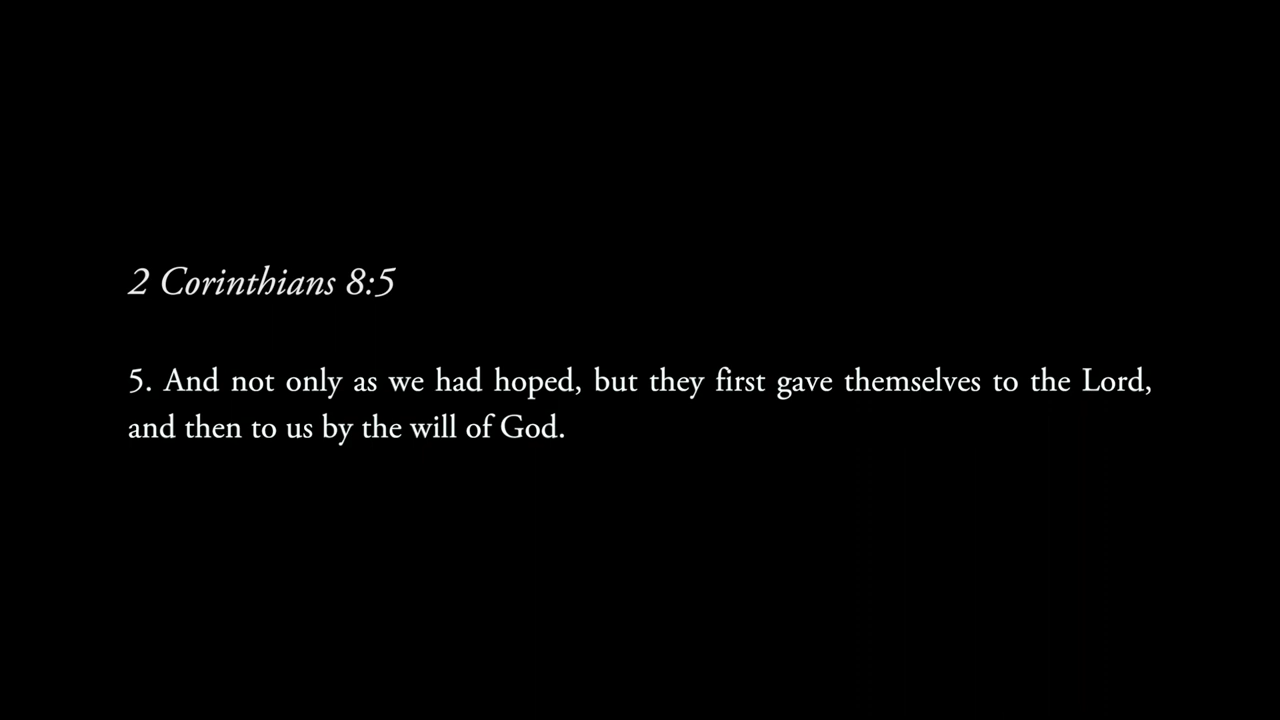 2 Corinthians 8:5
5. And not only as we had hoped, but they first gave themselves to the Lord,
and then to us by the will of God.